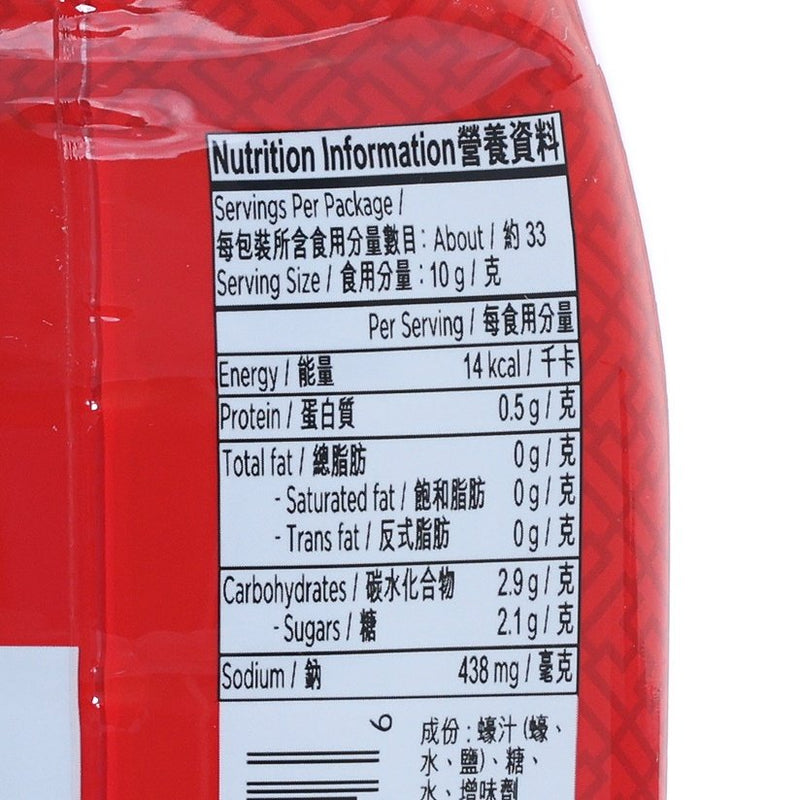 Nutrition Information營養資料
Servings Per Package /
每包裝所含食用分量數目: About / 約 33
Serving Size / 食用分量: 10 g / 克
Per Serving / 每食用分量
Energy / 能量 14 kcal / 千卡
Protein / 蛋白質 0.5 g / 克
Total fat / 總脂肪 0 g / 克
- Saturated fat / 飽和脂肪 0 g / 克
- Trans fat / 反式脂肪 0 g / 克
Carbohydrates / 碳水化合物 2.9 g / 克
- Sugars / 糖 2.1 g / 克
Sodium / 鈉 438 mg / 毫克
9
成份: 蠔汁 (蠔、
水、鹽)、糖、
水、增味劑